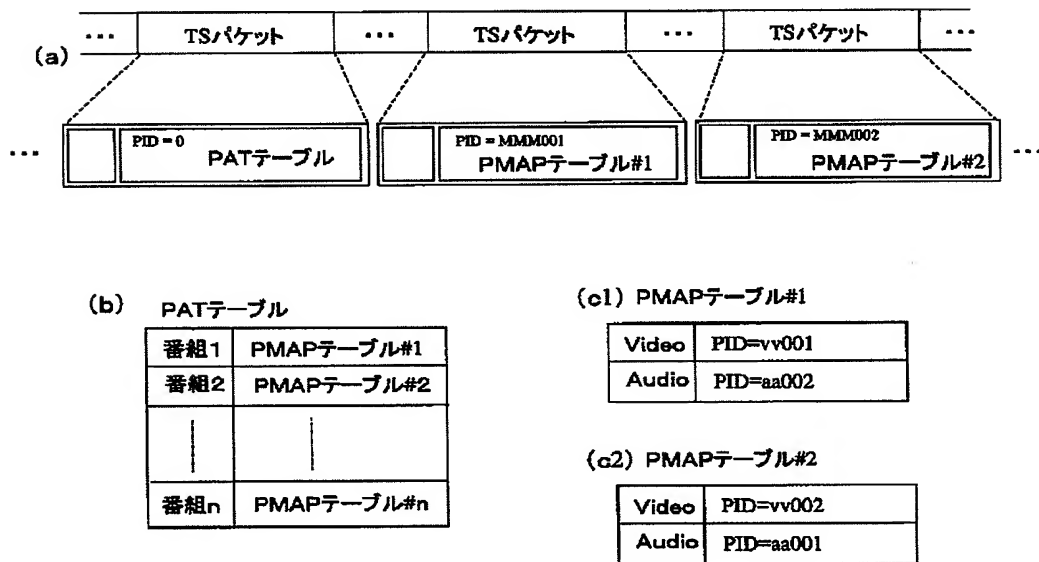 … TSパケット … TSパケット … TSパケット …
(a)
… PID = 0 PID = MMM001 PID = MMM002 …
PATテーブル PMAPテーブル#1 PMAPテーブル#2
(b) PATテーブル
番組1 PMAPテーブル#1
番組2 PMAPテーブル#2
番組n PMAPテーブル#n
(c1) PMAPテーブル#1
Video PID=vv001
Audio PID=aa002
(c2) PMAPテーブル#2
Video PID=vv002
Audio PID=aa001